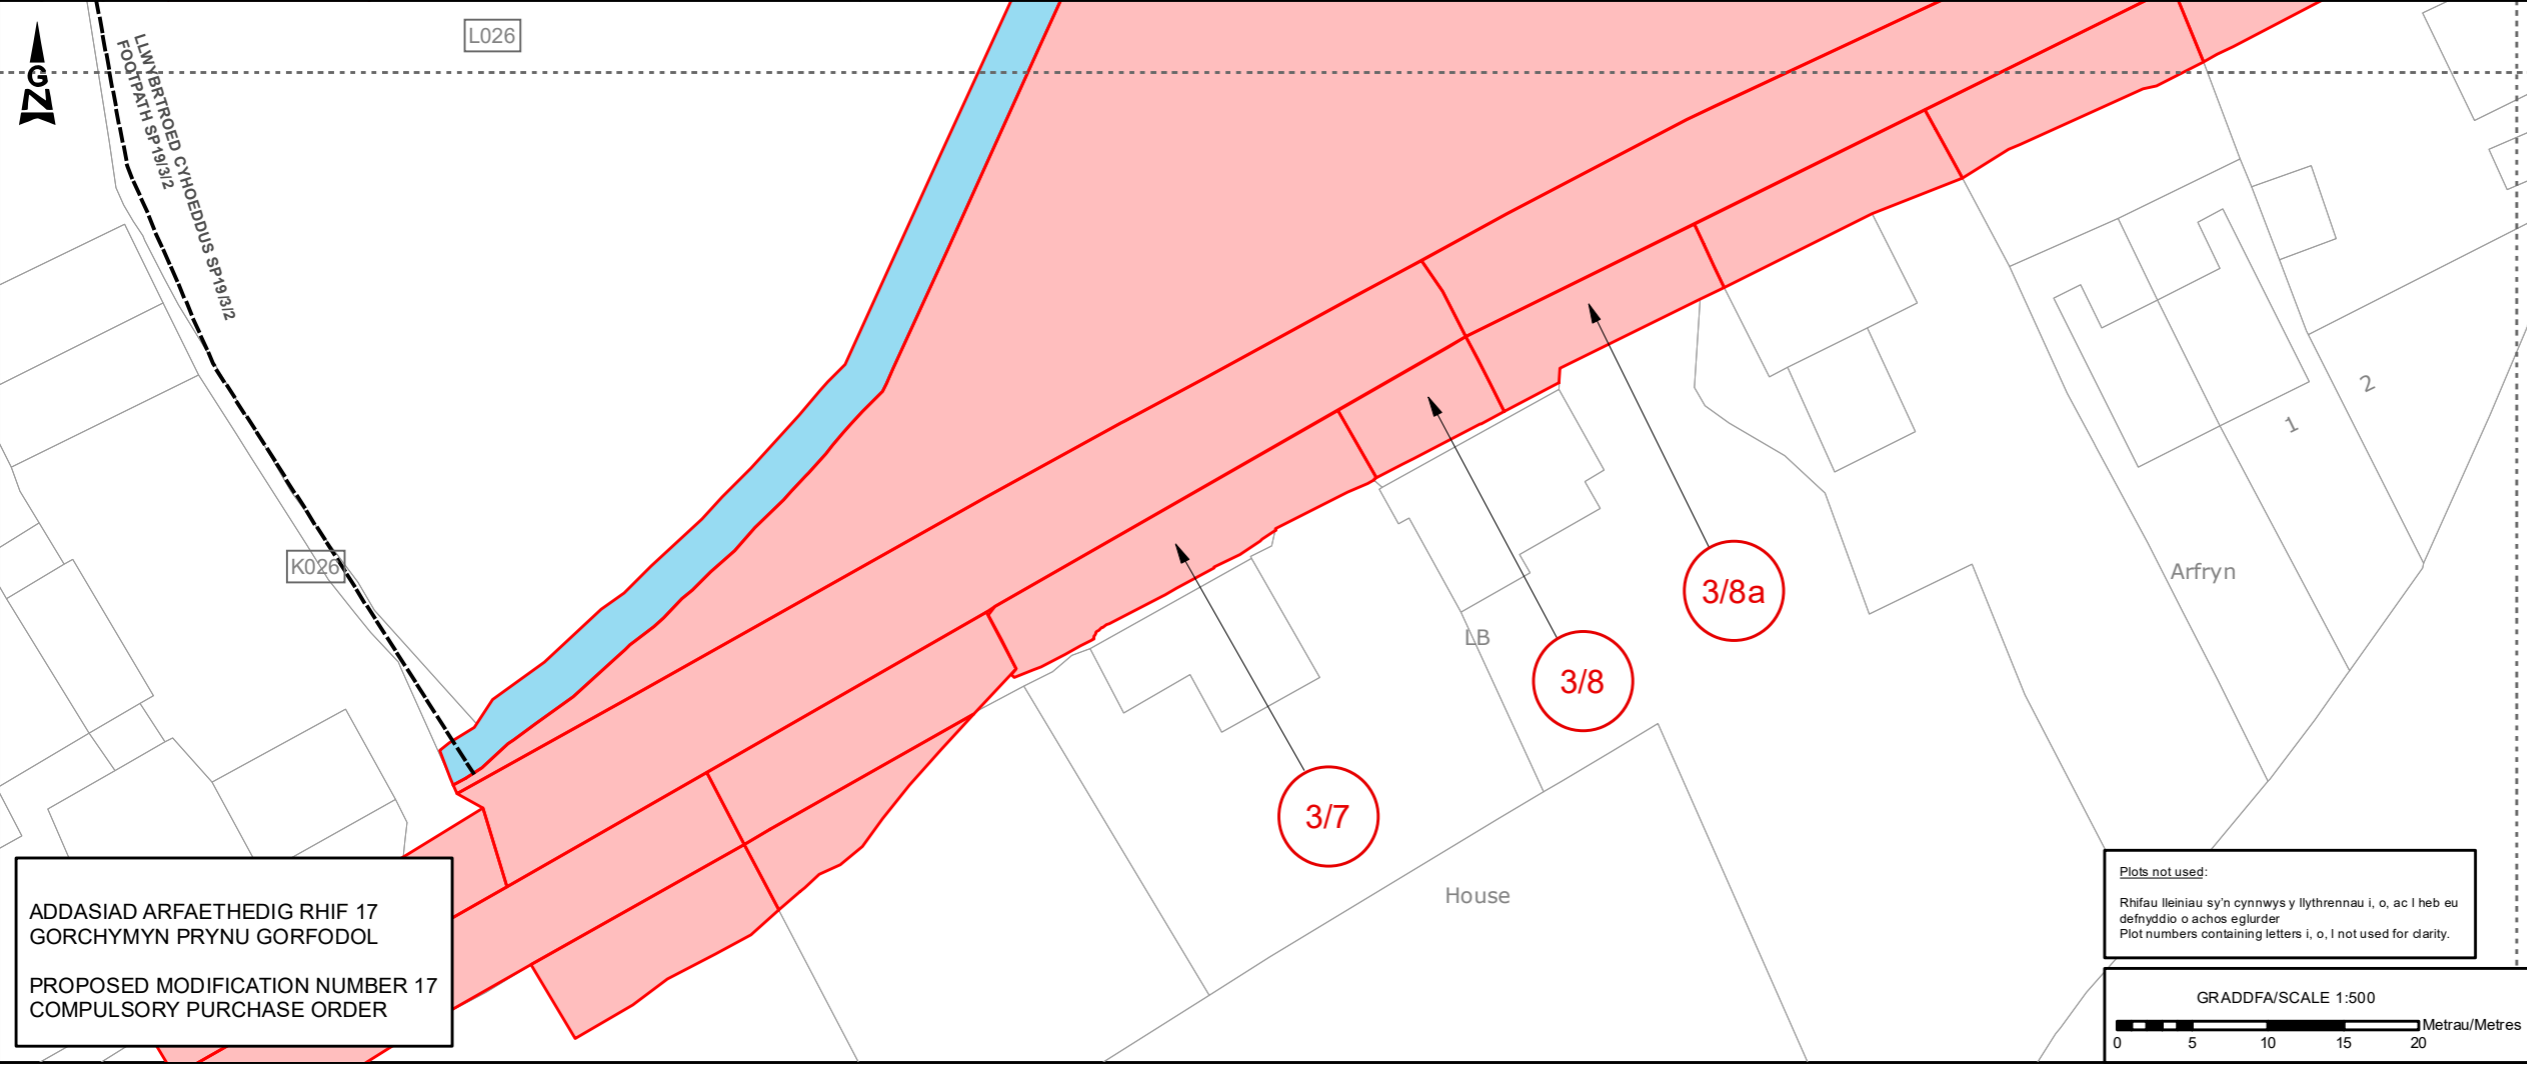 L026
GN
LLWYBRTROED CYHOEDDUS SP19/3/2
FOOTPATH SP19/3/2
K026
3/8a
3/8
3/7
LB
House
Arfryn
1
2
ADDASIAD ARFAETHEDIG RHIF 17
GORCHYMYN PRYNU GORFODOL
PROPOSED MODIFICATION NUMBER 17
COMPULSORY PURCHASE ORDER
Plots not used:
Rhifau lleiniau sy'n cynnwys y llythrennau i, o, ac l heb eu
defnyddio o achos eglurder
Plot numbers containing letters i, o, l not used for clarity.
GRADDFA/SCALE 1:500
Metrau/Metres
0 5 10 15 20